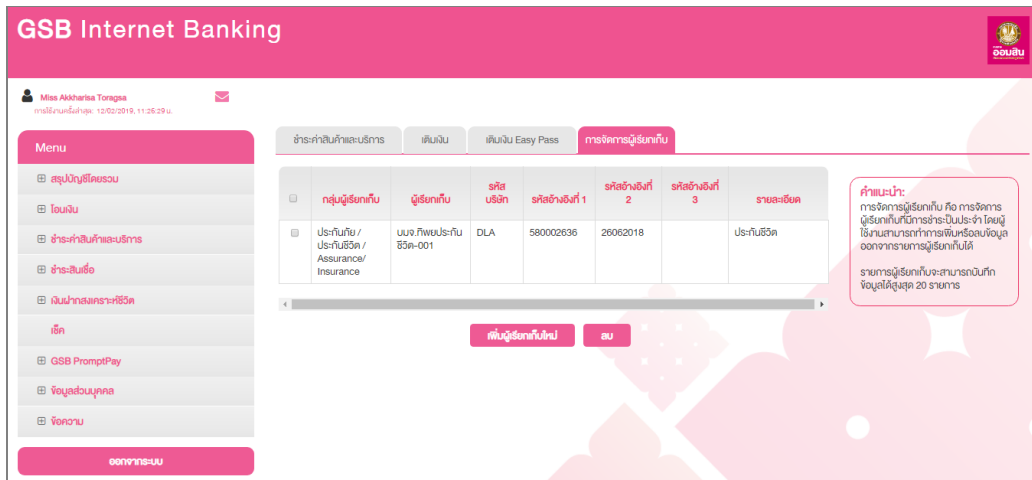 GSB Internet Banking
ออมสิน
Miss Akkharisa Toragsa
การใช้งานครั้งล่าสุด: 12/02/2019, 11:26:29 น.
Menu
สรุปบัญชีโดยรวม
โอนเงิน
ชำระค่าสินค้าและบริการ
ชำระสินเชื่อ
เงินฝากสงเคราะห์ชีวิต
เช็ค
GSB PromptPay
ข้อมูลส่วนบุคคล
ข้อความ
ออกจากระบบ
ชำระค่าสินค้าและบริการ เติมเงิน เติมเงิน Easy Pass การจัดการผู้เรียกเก็บ
กลุ่มผู้เรียกเก็บ ผู้เรียกเก็บ รหัส บริษัท รหัสอ้างอิงที่ 1 รหัสอ้างอิงที่ 2 รหัสอ้างอิงที่ 3 รายละเอียด
ประกันภัย / บมจ.ทิพยประกัน DLA 580002636 26062018 ประกันชีวิต
ประกันชีวิต / ชีวิต-001
Assurance/
Insurance
เพิ่มผู้เรียกเก็บใหม่ ลบ
คำแนะนำ:
การจัดการผู้เรียกเก็บ คือ การจัดการ
ผู้เรียกเก็บที่มีการชำระเป็นประจำ โดยผู้
ใช้งานสามารถทำการเพิ่มหรือลบข้อมูล
ออกจากรายการผู้เรียกเก็บได้
รายการผู้เรียกเก็บจะสามารถบันทึก
ข้อมูลได้สูงสุด 20 รายการ